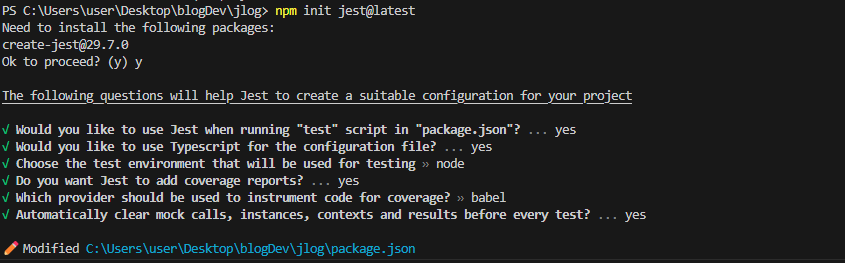 PS C:\Users\user\Desktop\blogDev\jlog> npm init jest@latest
Need to install the following packages:
create-jest@29.7.0
Ok to proceed? (y) y
The following questions will help Jest to create a suitable configuration for your project
√ Would you like to use Jest when running "test" script in "package.json"? ... yes
√ Would you like to use Typescript for the configuration file? ... yes
√ Choose the test environment that will be used for testing » node
√ Do you want Jest to add coverage reports? ... yes
√ Which provider should be used to instrument code for coverage? » babel
√ Automatically clear mock calls, instances, contexts and results before every test? ... yes
Modified C:\Users\user\Desktop\blogDev\jlog\package.json